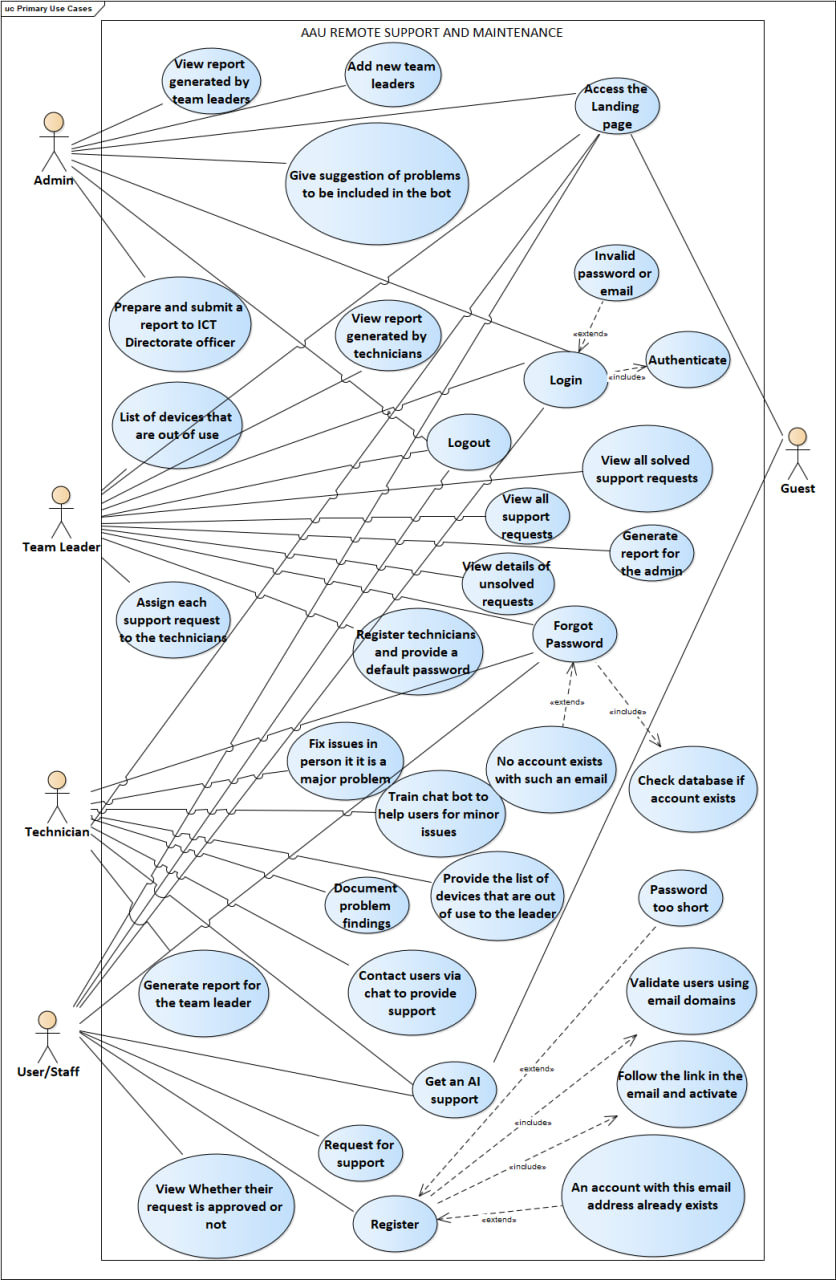 uc Primary Use Cases
AAU REMOTE SUPPORT AND MAINTENANCE
View report
generated by
team leaders
Add new team
leaders
Access the
Landing
page
Admin
Give suggestion of problems
to be included in the bot
Invalid
password or
email
Prepare and submit a
report to ICT
Directorate officer
View report
generated by
technicians
«extend»
Login
«include»
Authenticate
List of devices that
are out of use
Logout
View all solved
support requests
Guest
Team Leader
View all
support
requests
Generate
report for
the admin
View details of
unsolved
requests
Assign each
support request
to the technicians
Register technicians
and provide a
default password
Forgot
Password
«extend»
«include»
Fix issues in
person it it is a
major problem
No account exists
with such an email
Check database if
account exists
Technician
Train chat bot to
help users for minor
issues
Provide the list of
devices that are out
of use to the leader
Document
problem
findings
Password
too short
Generate report for
the team leader
Contact users via
chat to provide
support
Validate users using
email domains
User/Staff
Get an AI
support
«extend»
Follow the link in the
email and activate
«include»
Request for
support
«include»
View Whether their
request is approved or
not
Register
«extend»
An account with this email
address already exists